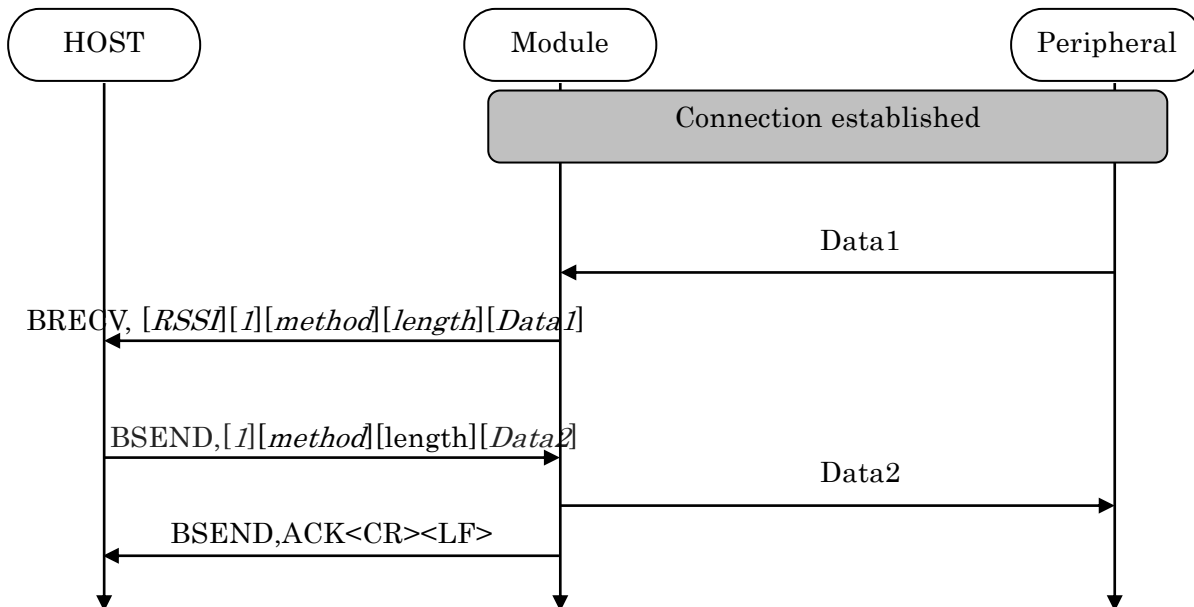 HOST
Module
Peripheral
Connection established
Data1
BRECV, [RSSI][1][method][length][Data1]
BSEND,[1][method][length][Data2]
Data2
BSEND,ACK<CR><LF>